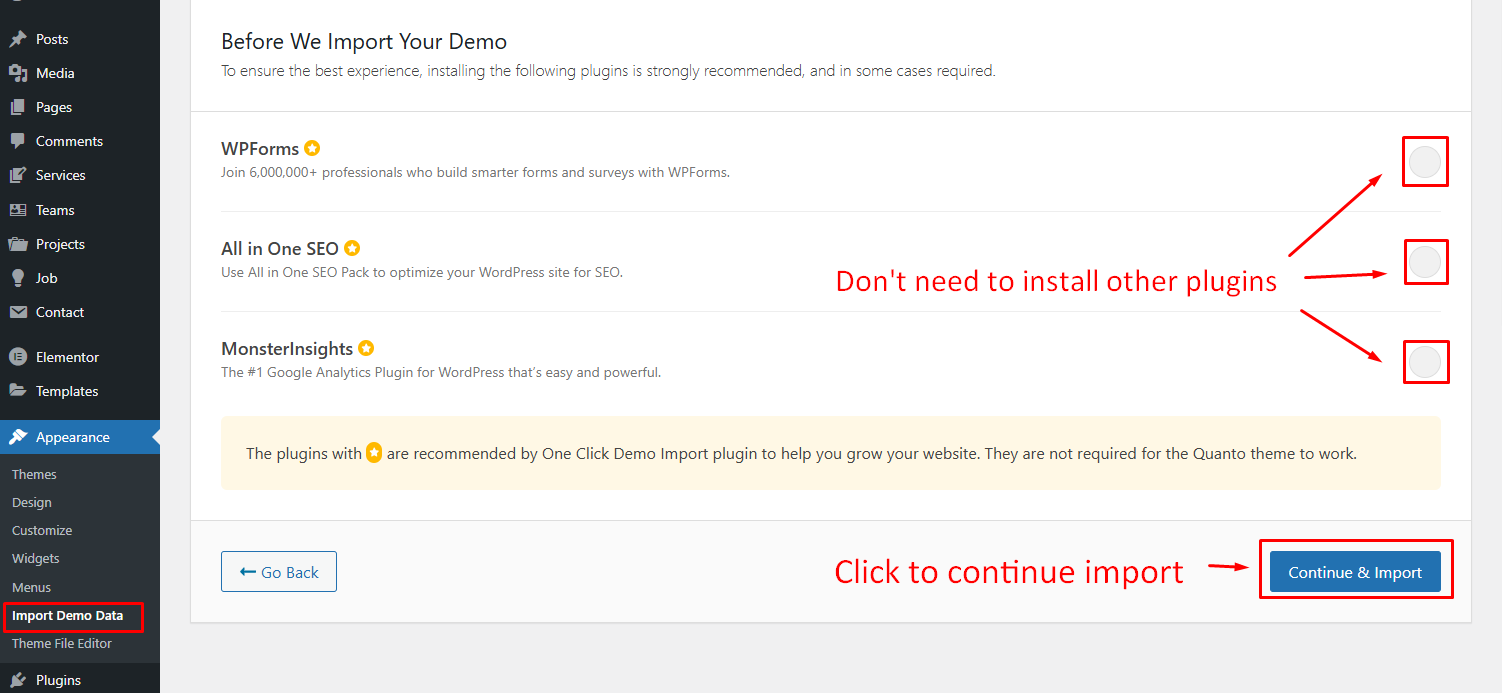 Posts
Media
Pages
Comments
Services
Teams
Projects
Job
Contact
Elementor
Templates
Appearance
Themes
Design
Customize
Widgets
Menus
Import Demo Data
Theme File Editor
Plugins
Before We Import Your Demo
To ensure the best experience, installing the following plugins is strongly recommended, and in some cases required.
WPForms
Join 6,000,000+ professionals who build smarter forms and surveys with WPForms.
All in One SEO
Use All in One SEO Pack to optimize your WordPress site for SEO.
Don't need to install other plugins
MonsterInsights
The #1 Google Analytics Plugin for WordPress that’s easy and powerful.
The plugins with are recommended by One Click Demo Import plugin to help you grow your website. They are not required for the Quanto theme to work.
Go Back
Click to continue import
Continue & Import